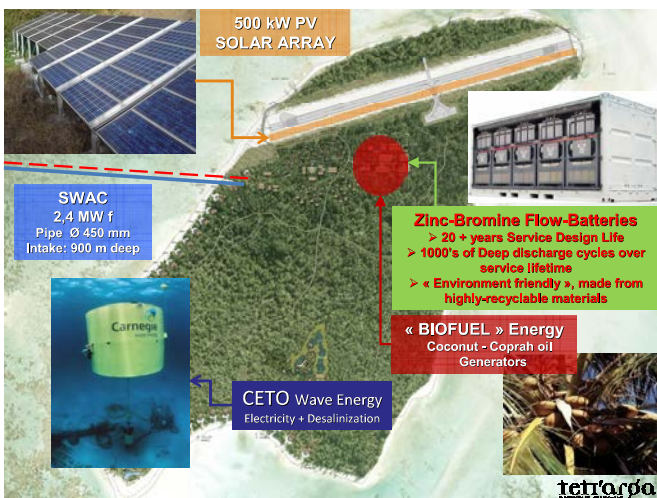 500 kW PV
SOLAR ARRAY
SWAC
2,4 MW f
Pipe Ø 450 mm
Intake: 900 m deep
Zinc-Bromine Flow-Batteries
➢ 20 + years Service Design Life
➢ 1000's of Deep discharge cycles over
service lifetime
➢ « Environment friendly », made from
highly-recyclable materials
« BIOFUEL » Energy
Coconut - Coprah oil
Generators
Carnegie
CETO Wave Energy
Electricity + Desalinization